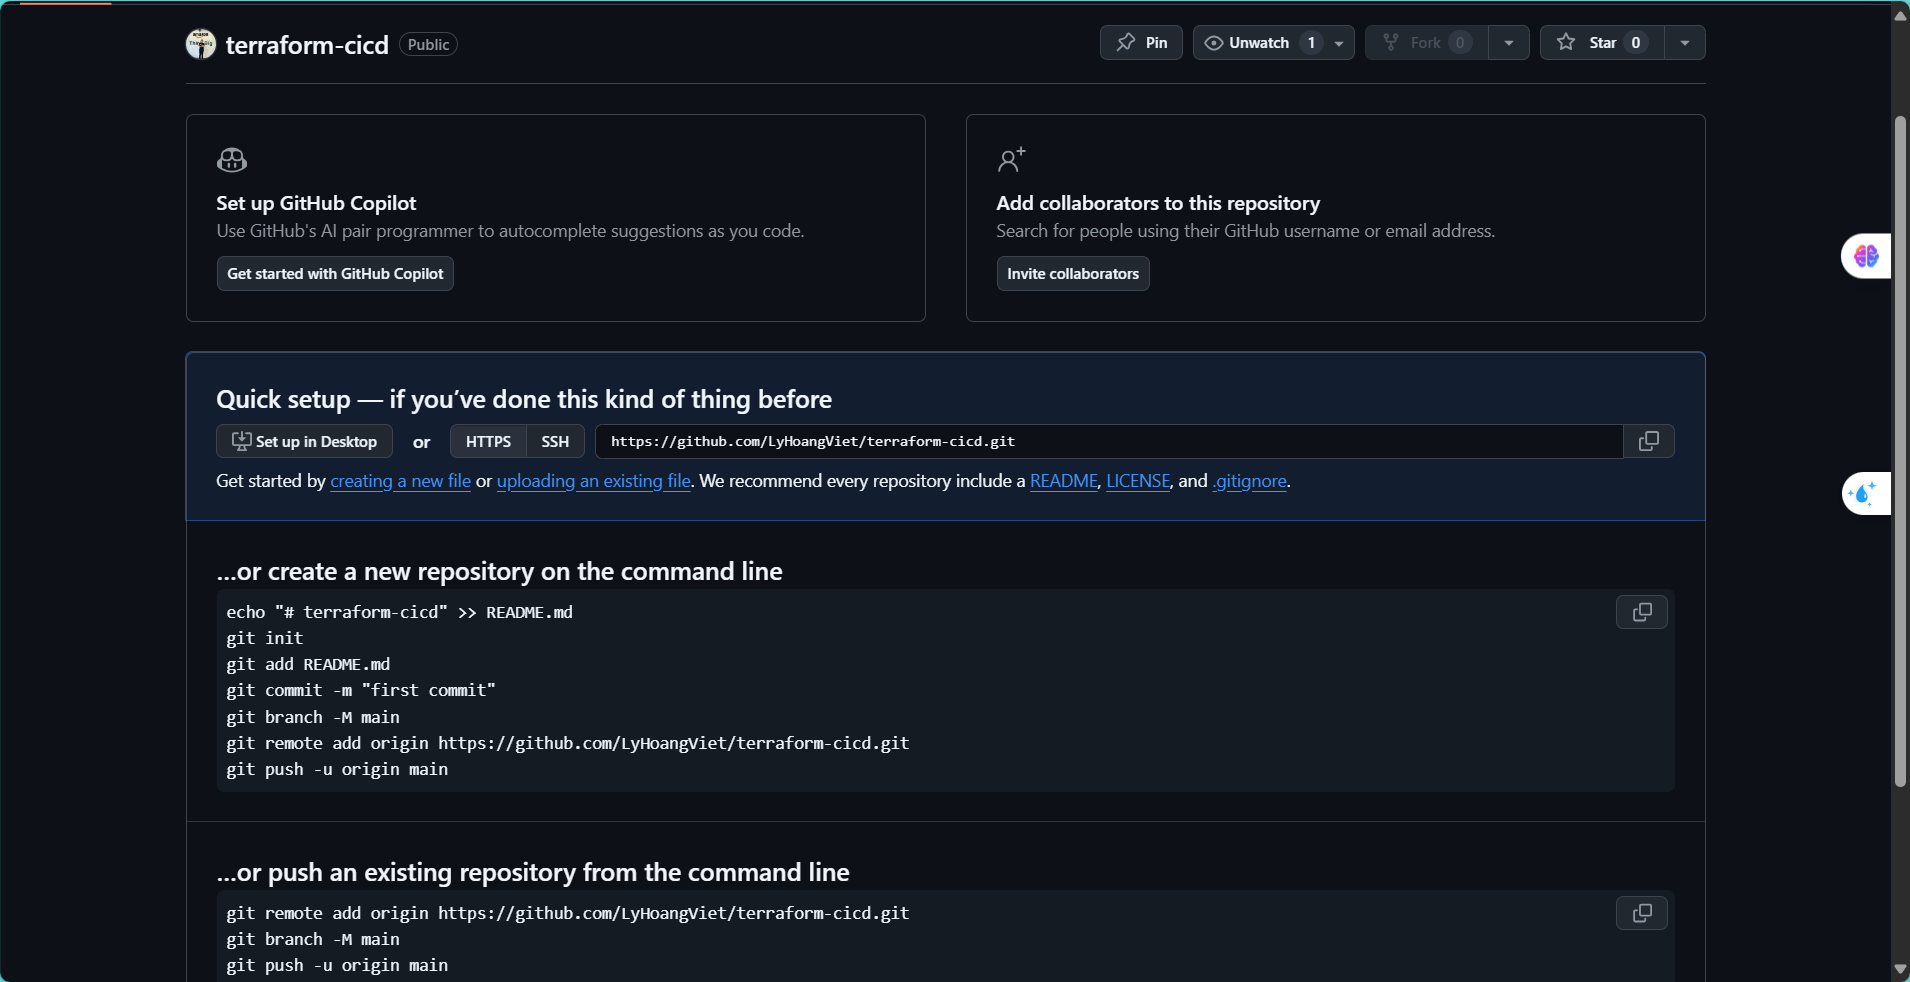 terraform-cicd Public
Pin
Unwatch 1
Fork 0
Star 0
Set up GitHub Copilot
Use GitHub's AI pair programmer to autocomplete suggestions as you code.
Get started with GitHub Copilot
Add collaborators to this repository
Search for people using their GitHub username or email address.
Invite collaborators
Quick setup — if you’ve done this kind of thing before
Set up in Desktop or HTTPS SSH https://github.com/LyHoangViet/terraform-cicd.git
Get started by creating a new file or uploading an existing file. We recommend every repository include a README, LICENSE, and .gitignore.
…or create a new repository on the command line
echo "# terraform-cicd" >> README.md
git init
git add README.md
git commit -m "first commit"
git branch -M main
git remote add origin https://github.com/LyHoangViet/terraform-cicd.git
git push -u origin main
…or push an existing repository from the command line
git remote add origin https://github.com/LyHoangViet/terraform-cicd.git
git branch -M main
git push -u origin main